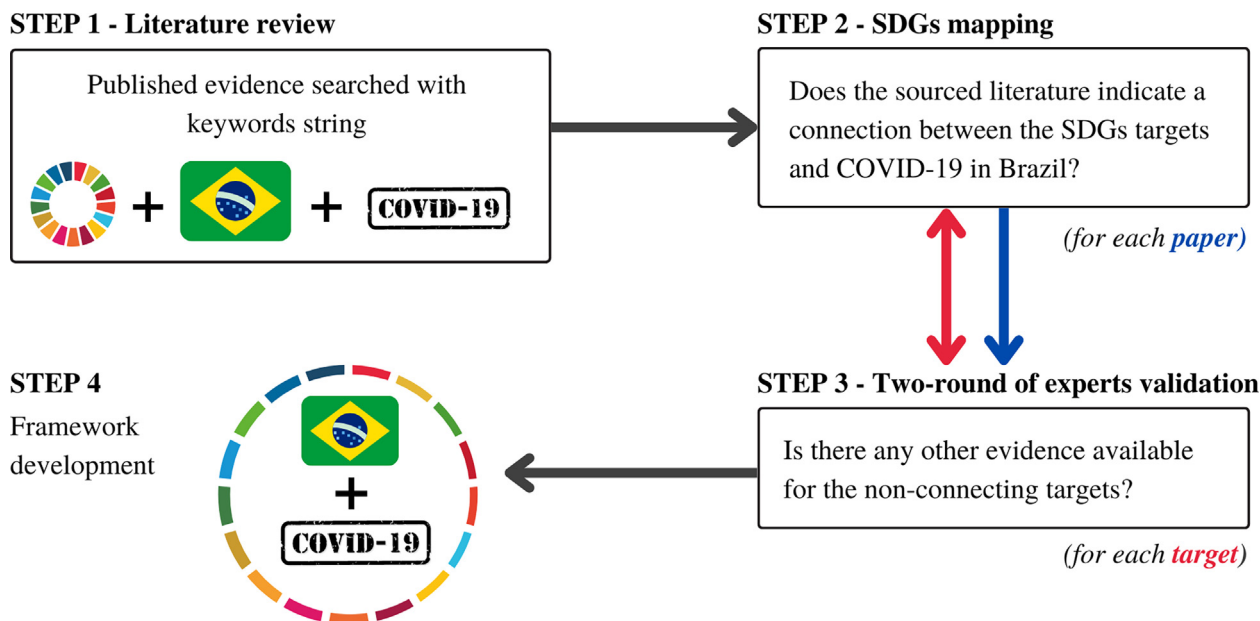 STEP 1 - Literature review
Published evidence searched with
keywords string
+
+
COVID-19
STEP 2 - SDGs mapping
Does the sourced literature indicate a
connection between the SDGs targets
and COVID-19 in Brazil?
(for each paper)
STEP 3 - Two-round of experts validation
Is there any other evidence available
for the non-connecting targets?
(for each target)
STEP 4
Framework
development
+
COVID-19